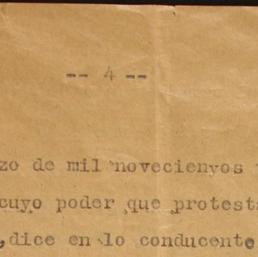 -- 4 --
zo de mil novecienyos
cuyo poder que protest
,dice en lo conducente